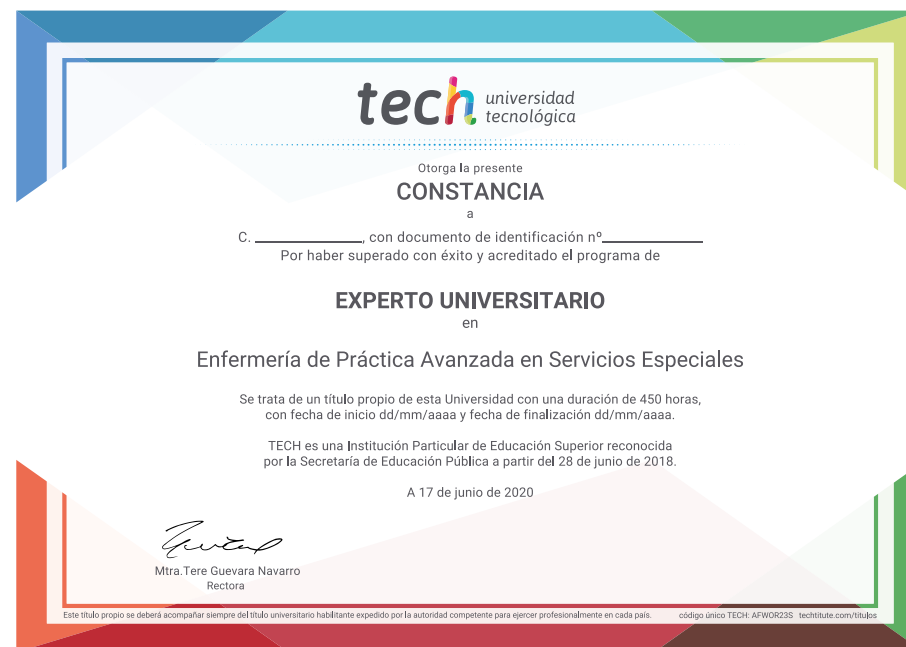 tech universidad
tecnológica
Otorga la presente
CONSTANCIA
a
C. ____________, con documento de identificación nº____________
Por haber superado con éxito y acreditado el programa de
EXPERTO UNIVERSITARIO
en
Enfermería de Práctica Avanzada en Servicios Especiales
Se trata de un título propio de esta Universidad con una duración de 450 horas,
con fecha de inicio dd/mm/aaaa y fecha de finalización dd/mm/aaaa.
TECH es una Institución Particular de Educación Superior reconocida
por la Secretaría de Educación Pública a partir del 28 de junio de 2018.
A 17 de junio de 2020
Mtra.Tere Guevara Navarro
Rectora
Este título propio se deberá acompañar siempre del título universitario habilitante expedido por la autoridad competente para ejercer profesionalmente en cada país. código único TECH: AFWOR23S techtitute.com/titulos